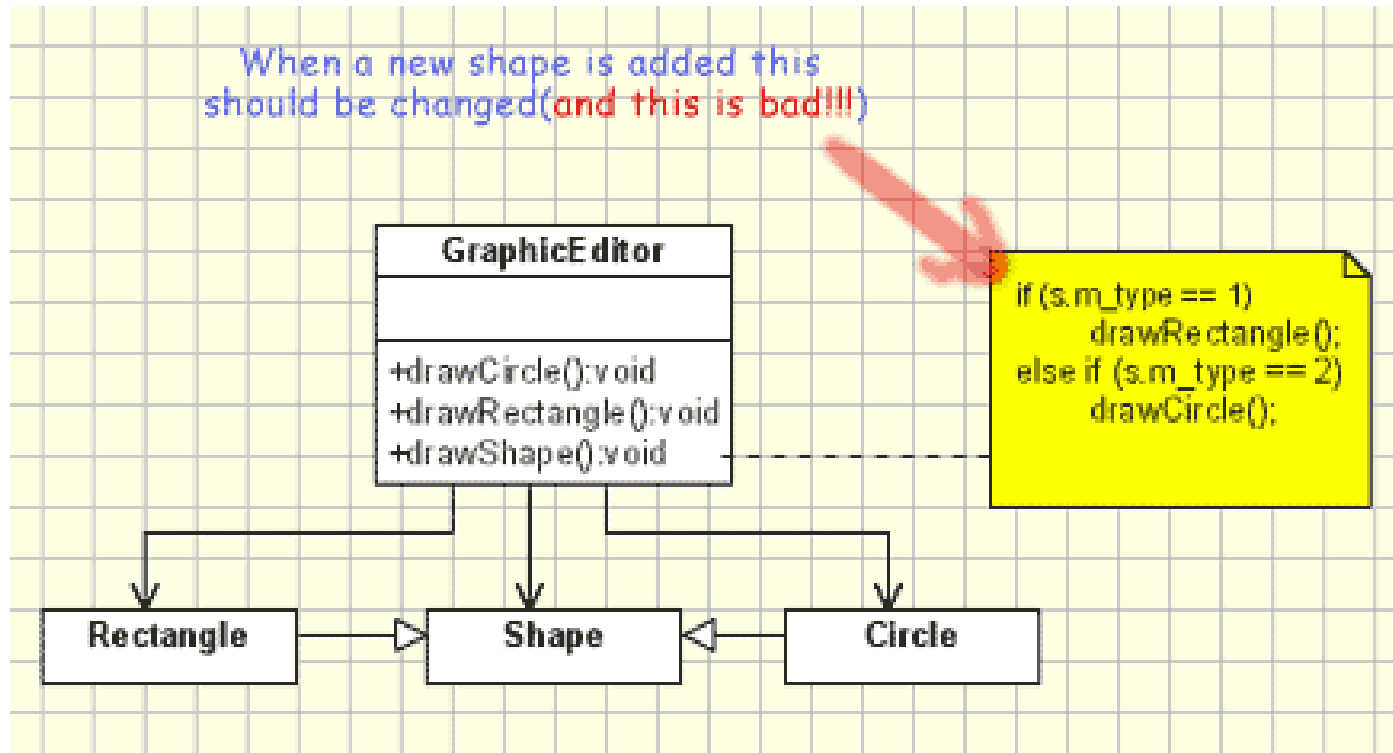 When a new shape is added this
should be changed(and this is bad!!!)
GraphicEditor
+drawCircle():void
+drawRectangle():void
+drawShape():void
if (s.m_type == 1)
drawRectangle();
else if (s.m_type == 2)
drawCircle();
Rectangle
Shape
Circle